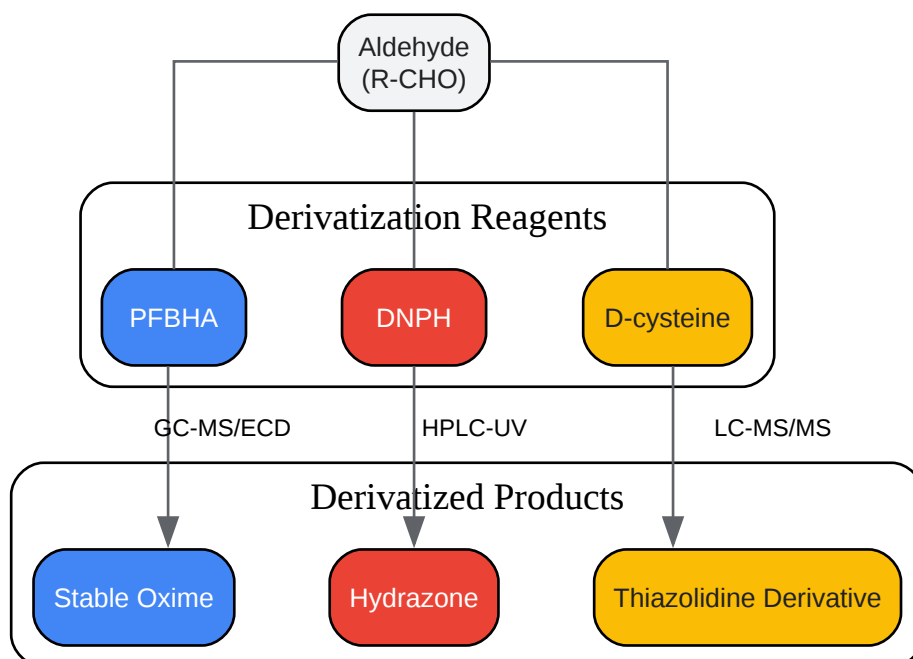 Aldehyde
(R-CHO)
Derivatization Reagents
PFBHA
DNPH
D-cysteine
GC-MS/ECD
HPLC-UV
LC-MS/MS
Derivatized Products
Stable Oxime
Hydrazone
Thiazolidine Derivative